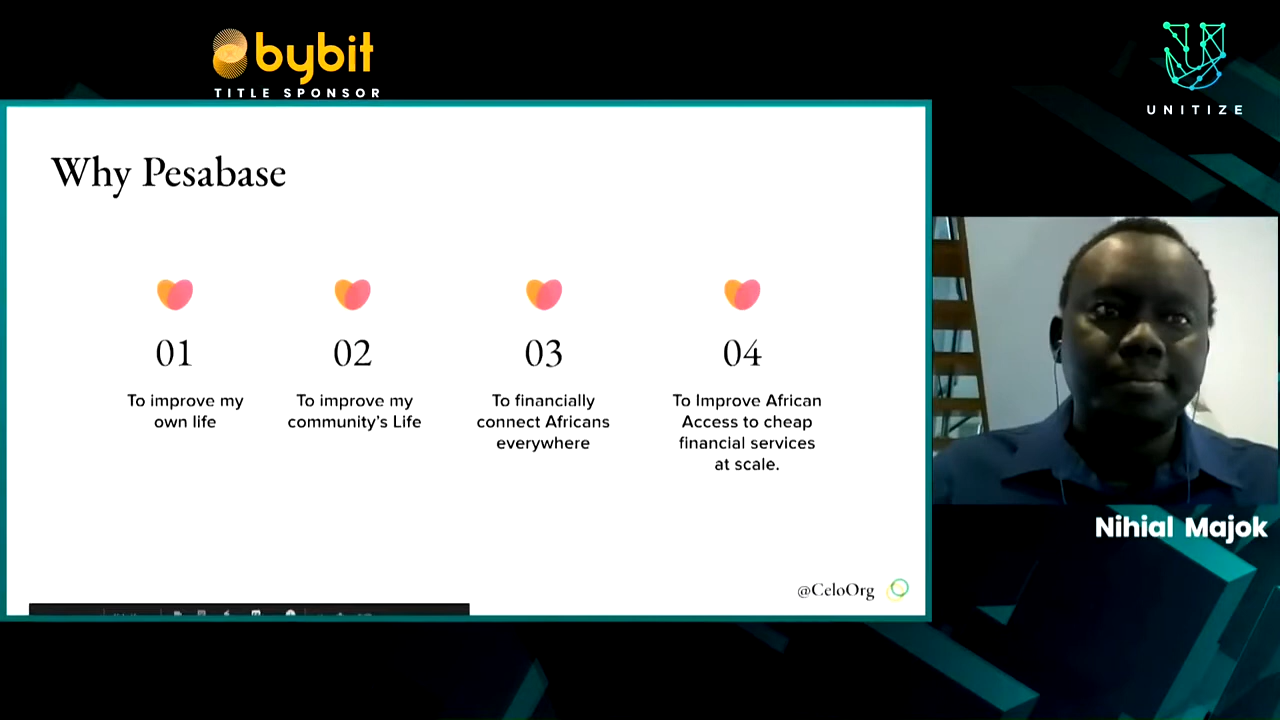 bybit
TITLE SPONSOR
UNITIZE
Why Pesabase
01
To improve my
own life
02
To improve my
community's Life
03
To financially
connect Africans
everywhere
04
To Improve African
Access to cheap
financial services
at scale.
@CeloOrg
Nihial Majok